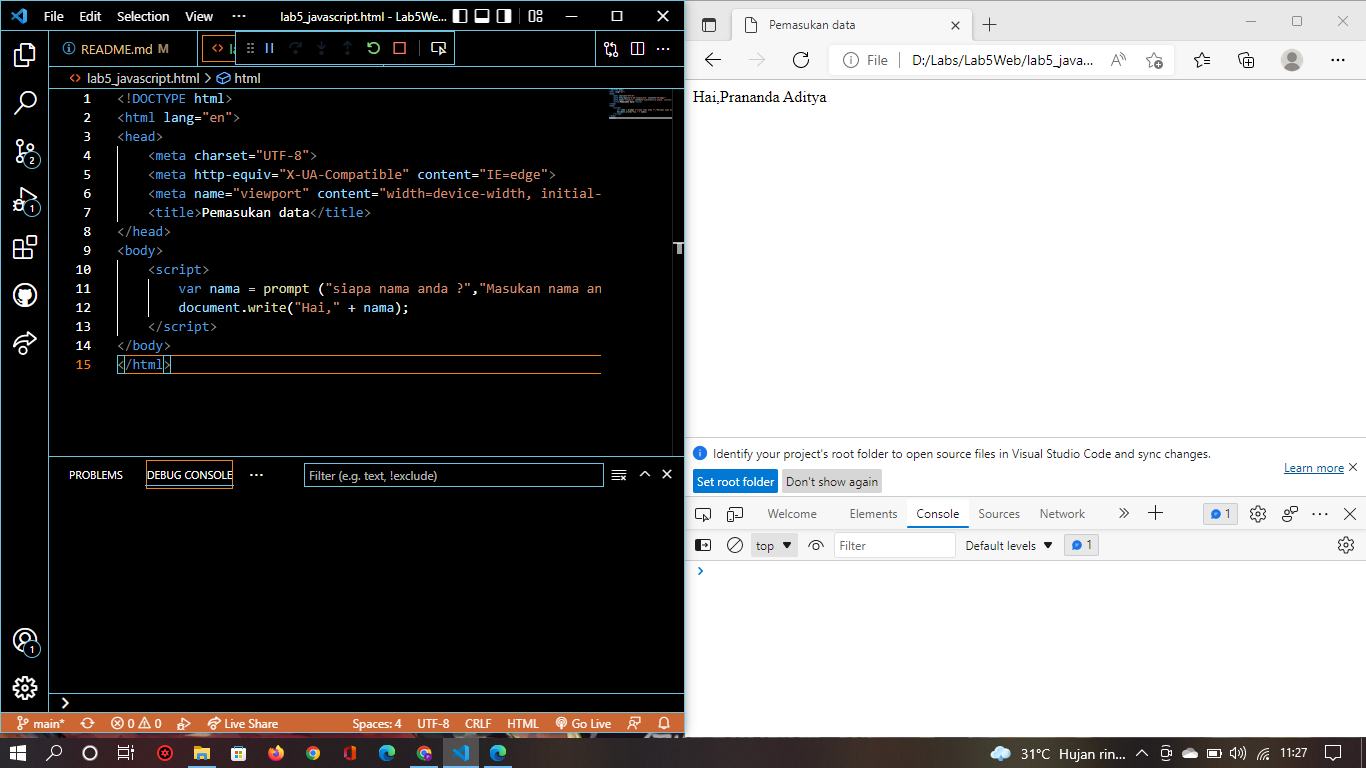 File Edit Selection View ··· lab5_javascript.html - Lab5We...
README.md M
lab5_javascript.html > html
1 <!DOCTYPE html>
2 <html lang="en">
3 <head>
4 <meta charset="UTF-8">
5 <meta http-equiv="X-UA-Compatible" content="IE=edge">
6 <meta name="viewport" content="width=device-width, initial-
7 <title>Pemasukan data</title>
8 </head>
9 <body>
10 <script>
11 var nama = prompt ("siapa nama anda ?","Masukan nama an
12 document.write("Hai," + nama);
13 </script>
14 </body>
15 </html>
PROBLEMS DEBUG CONSOLE ··· Filter (e.g. text, !exclude)
2
1
1
main* 0 0 Live Share Spaces: 4 UTF-8 CRLF HTML Go Live
Pemasukan data
File D:/Labs/Lab5Web/lab5_java...
Hai,Prananda Aditya
Identify your project's root folder to open source files in Visual Studio Code and sync changes.
Set root folder Don't show again Learn more
Welcome Elements Console Sources Network 1
top Filter Default levels 1
31°C Hujan rin... 11:27